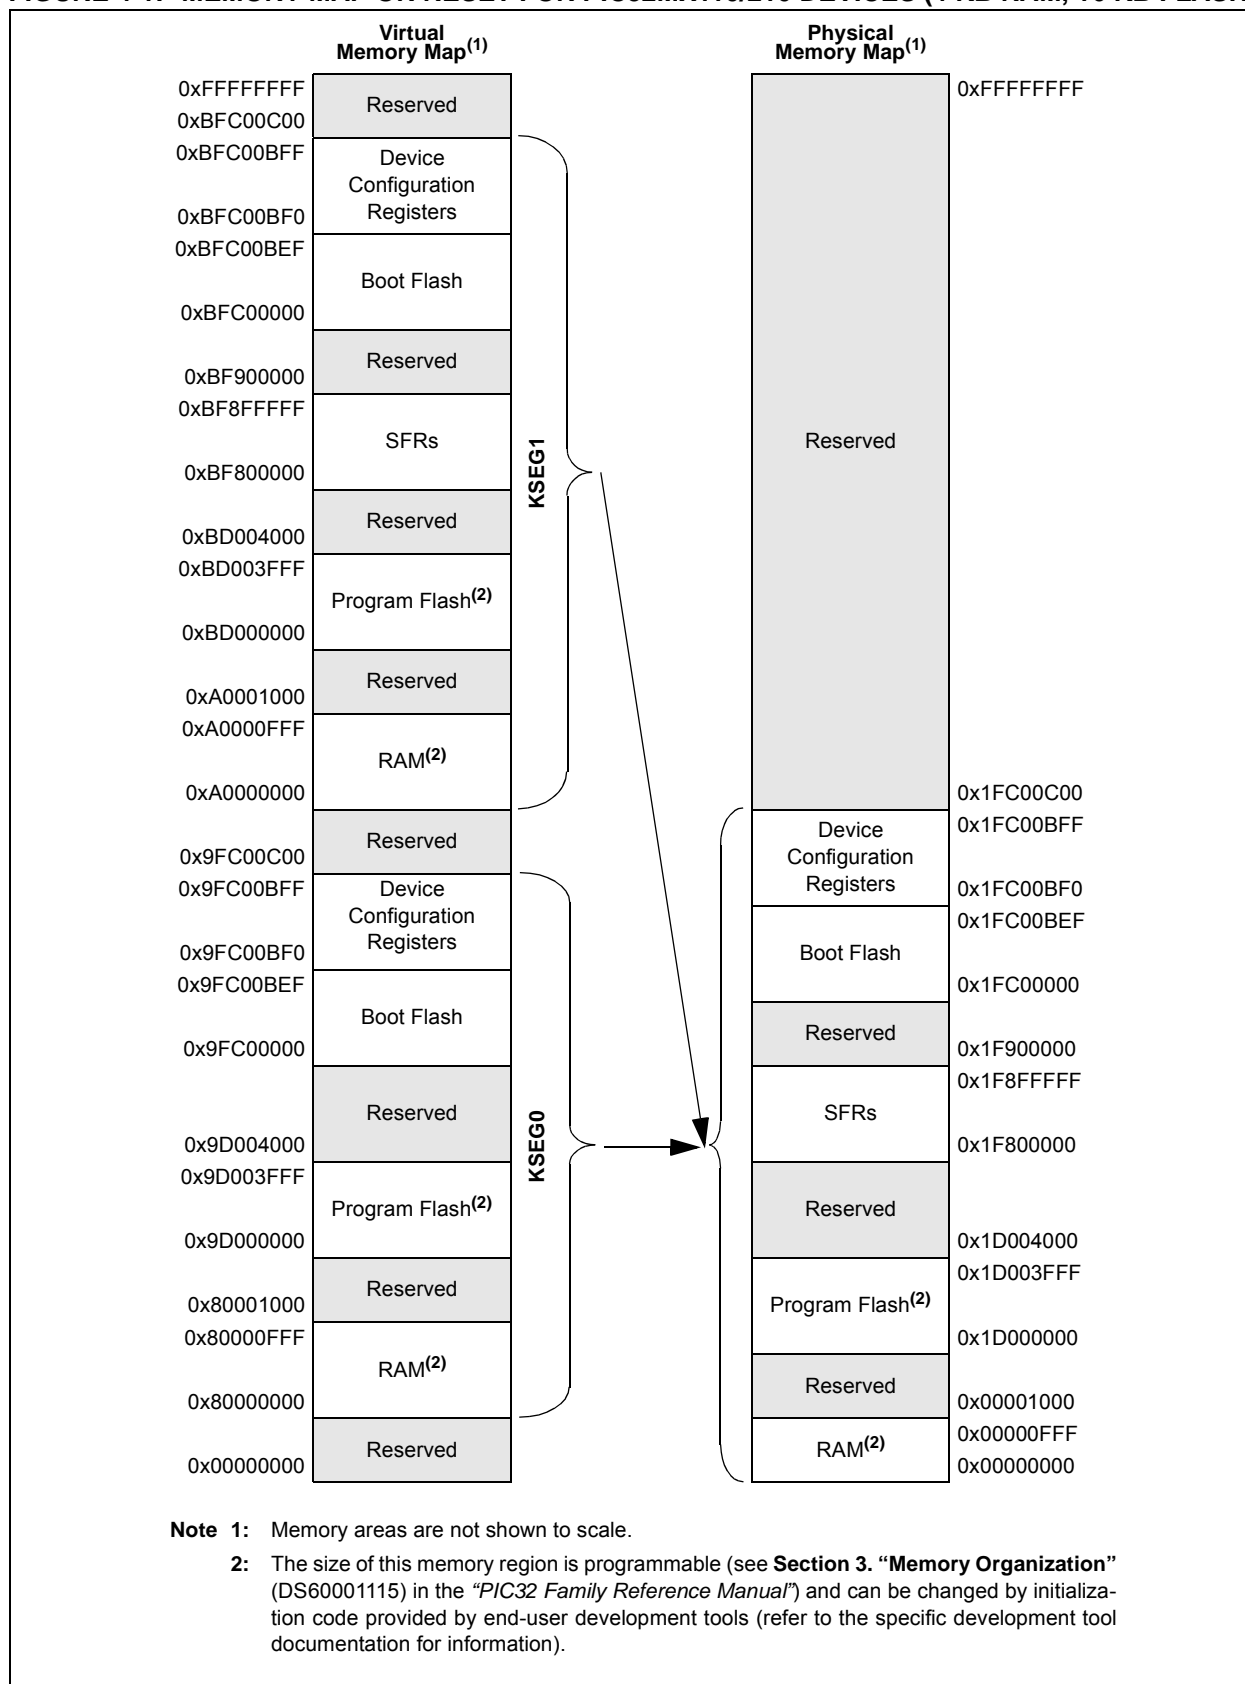 Virtual
Memory Map(1)
0xFFFFFFFF
Reserved
0xBFC00C00
0xBFC00BFF
Device
Configuration
Registers
0xBFC00BF0
0xBFC00BEF
Boot Flash
0xBFC00000
Reserved
0xBF900000
0xBF8FFFFF
SFRs
0xBF800000
Reserved
0xBD004000
0xBD003FFF
Program Flash(2)
0xBD000000
Reserved
0xA0001000
0xA0000FFF
RAM(2)
0xA0000000
Reserved
0x9FC00C00
0x9FC00BFF
Device
Configuration
Registers
0x9FC00BF0
0x9FC00BEF
Boot Flash
0x9FC00000
Reserved
0x9D004000
0x9D003FFF
Program Flash(2)
0x9D000000
Reserved
0x80001000
0x80000FFF
RAM(2)
0x80000000
Reserved
0x00000000
KSEG1
KSEG0
Physical
Memory Map(1)
0xFFFFFFFF
Reserved
0x1FC00C00
Device
Configuration
Registers
0x1FC00BFF
0x1FC00BF0
0x1FC00BEF
Boot Flash
0x1FC00000
Reserved
0x1F900000
0x1F8FFFFF
SFRs
0x1F800000
Reserved
0x1D004000
0x1D003FFF
Program Flash(2)
0x1D000000
Reserved
0x00001000
0x00000FFF
RAM(2)
0x00000000
Note 1: Memory areas are not shown to scale.
2: The size of this memory region is programmable (see Section 3. “Memory Organization”
(DS60001115) in the “PIC32 Family Reference Manual”) and can be changed by initializa-
tion code provided by end-user development tools (refer to the specific development tool
documentation for information).